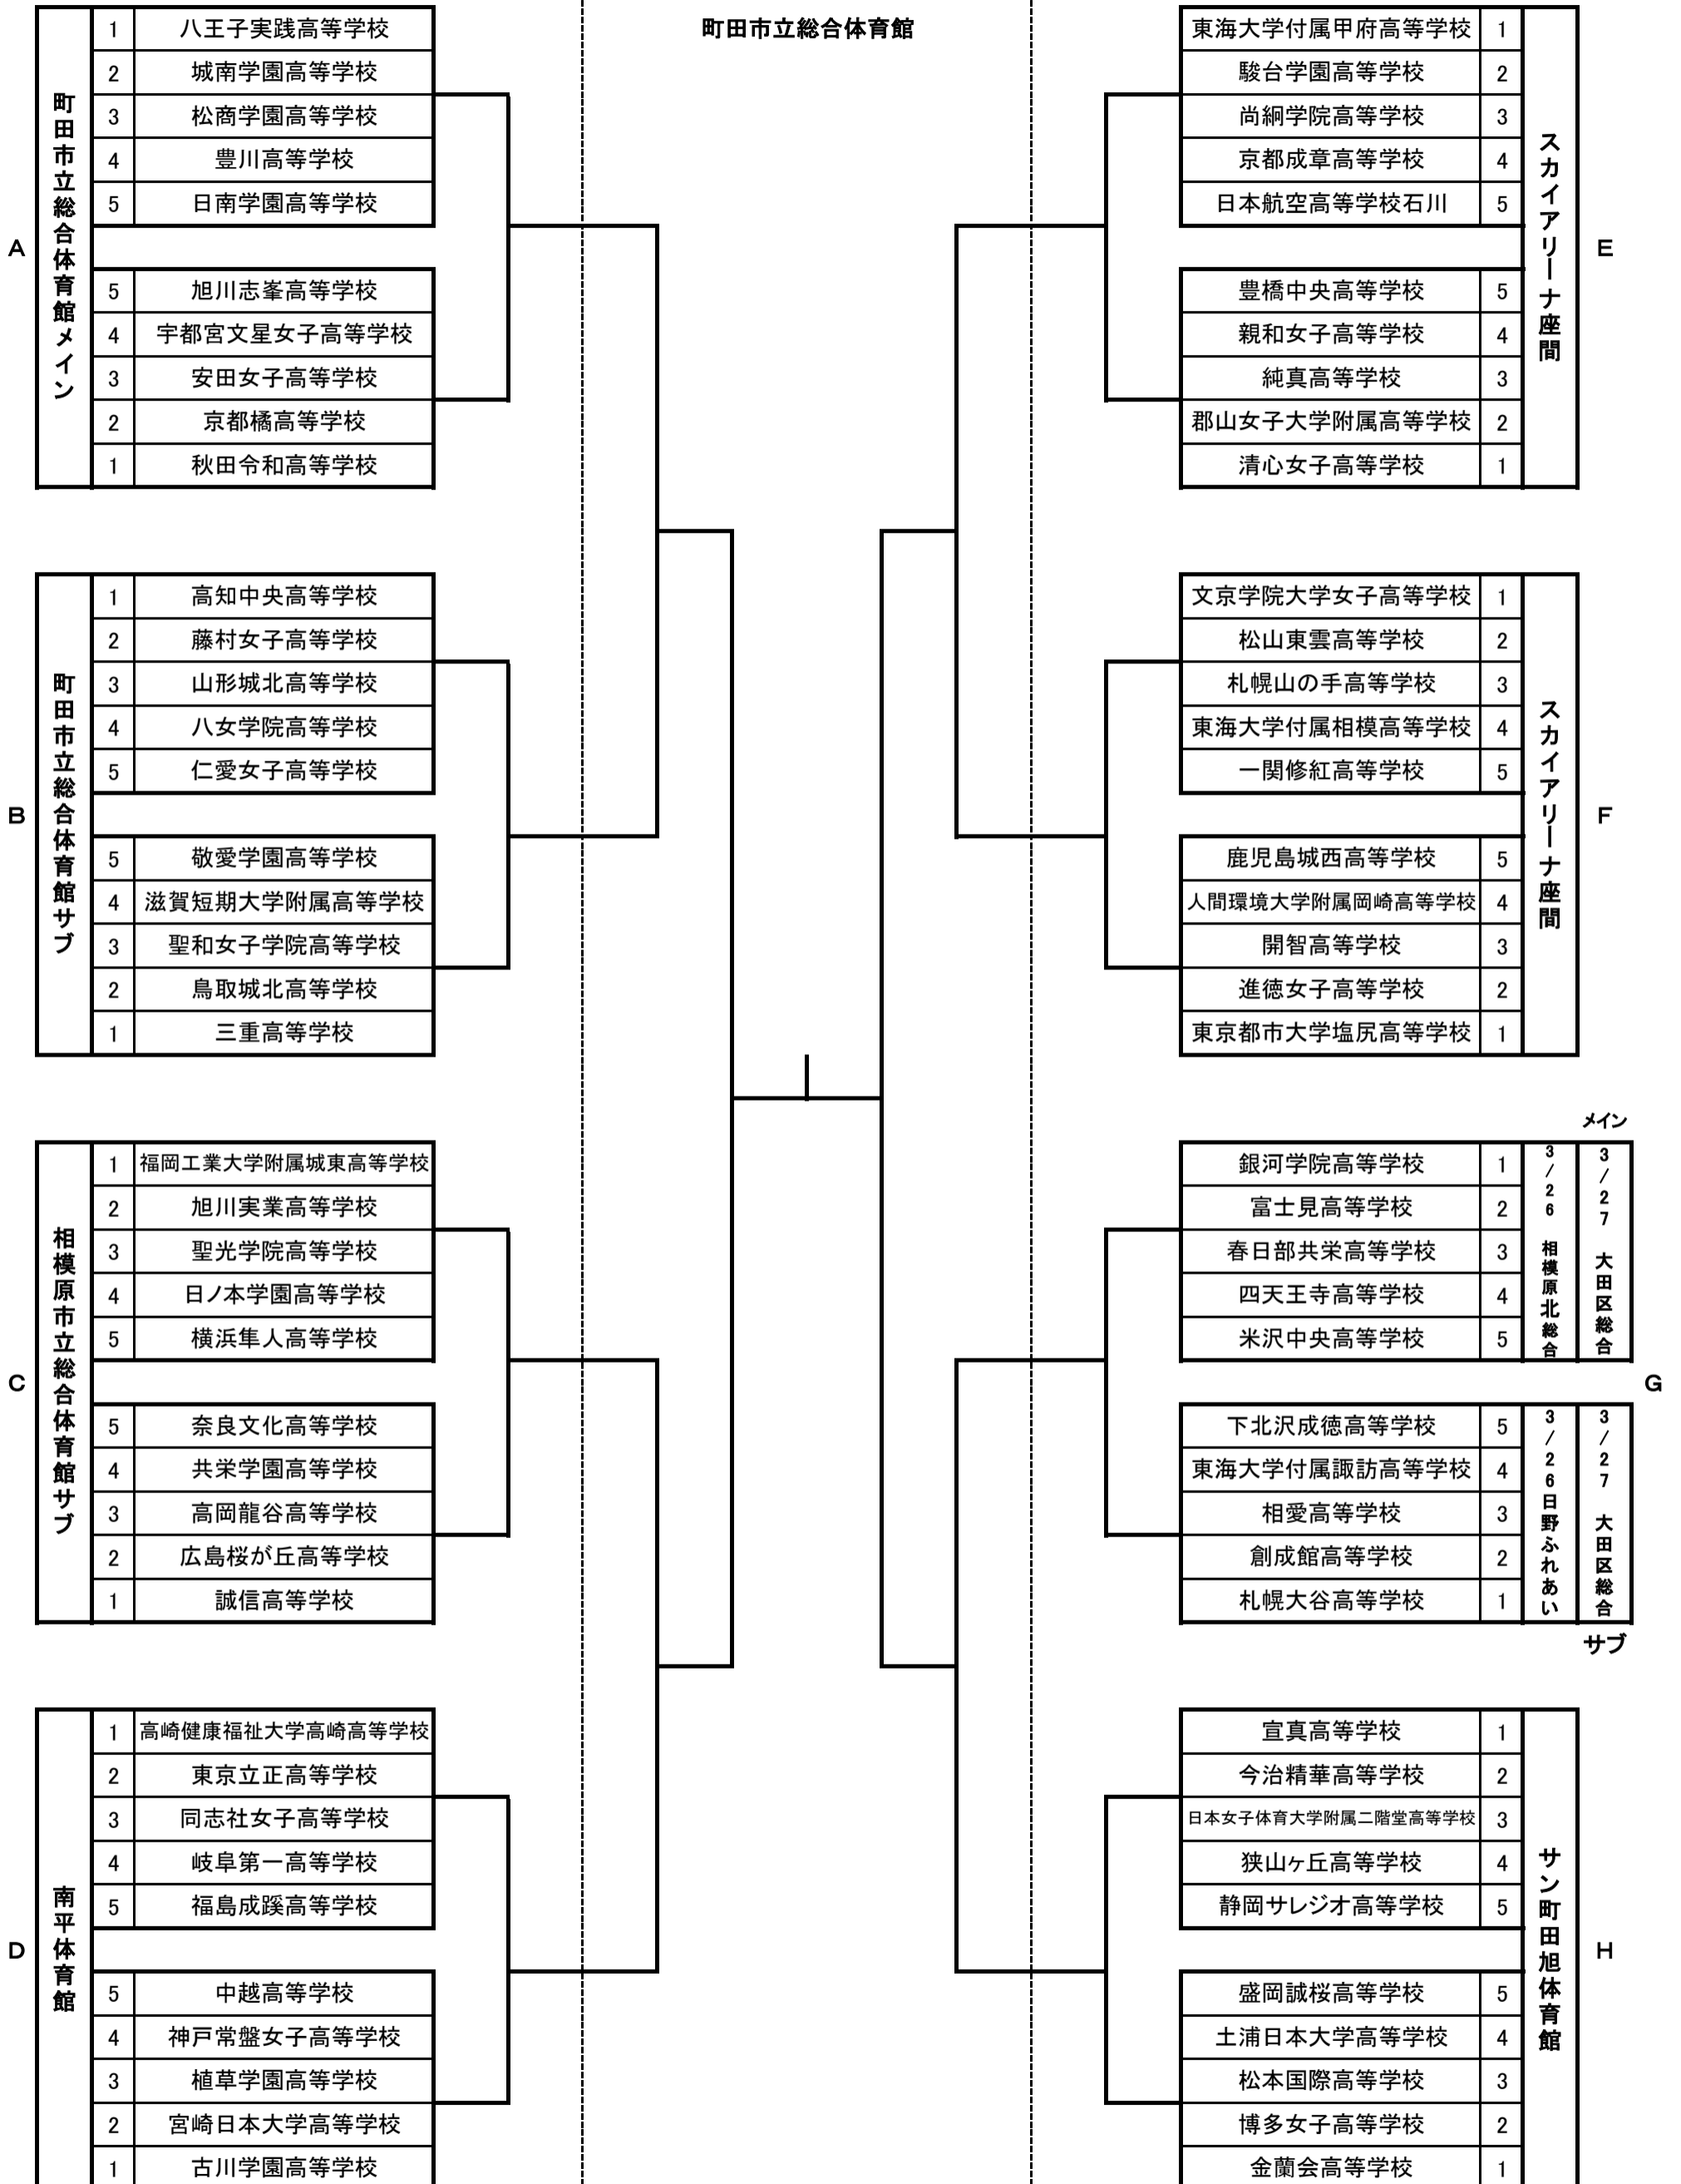 町田市立総合体育館
A
町田市立総合体育館メイン
1 八王子実践高等学校
2 城南学園高等学校
3 松商学園高等学校
4 豊川高等学校
5 日南学園高等学校
5 旭川志峯高等学校
4 宇都宮文星女子高等学校
3 安田女子高等学校
2 京都橘高等学校
1 秋田令和高等学校
B
町田市立総合体育館サブ
1 高知中央高等学校
2 藤村女子高等学校
3 山形城北高等学校
4 八女学院高等学校
5 仁愛女子高等学校
5 敬愛学園高等学校
4 滋賀短期大学附属高等学校
3 聖和女子学院高等学校
2 鳥取城北高等学校
1 三重高等学校
C
相模原市立総合体育館サブ
1 福岡工業大学附属城東高等学校
2 旭川実業高等学校
3 聖光学院高等学校
4 日ノ本学園高等学校
5 横浜隼人高等学校
5 奈良文化高等学校
4 共栄学園高等学校
3 高岡龍谷高等学校
2 広島桜が丘高等学校
1 誠信高等学校
D
南平体育館
1 高崎健康福祉大学高崎高等学校
2 東京立正高等学校
3 同志社女子高等学校
4 岐阜第一高等学校
5 福島成蹊高等学校
5 中越高等学校
4 神戸常盤女子高等学校
3 植草学園高等学校
2 宮崎日本大学高等学校
1 古川学園高等学校
東海大学付属甲府高等学校 1
駿台学園高等学校 2
尚絅学院高等学校 3
京都成章高等学校 4
日本航空高等学校石川 5
豊橋中央高等学校 5
親和女子高等学校 4
純真高等学校 3
郡山女子大学附属高等学校 2
清心女子高等学校 1
スカイアリーナ座間
E
文京学院大学女子高等学校 1
松山東雲高等学校 2
札幌山の手高等学校 3
東海大学付属相模高等学校 4
一関修紅高等学校 5
鹿児島城西高等学校 5
人間環境大学附属岡崎高等学校 4
開智高等学校 3
進徳女子高等学校 2
東京都市大学塩尻高等学校 1
スカイアリーナ座間
F
メイン
銀河学院高等学校 1
富士見高等学校 2
春日部共栄高等学校 3
四天王寺高等学校 4
米沢中央高等学校 5
3/26 相模原北総合
3/27 大田区総合
G
下北沢成徳高等学校 5
東海大学付属諏訪高等学校 4
相愛高等学校 3
創成館高等学校 2
札幌大谷高等学校 1
3/26日野ふれあい
3/27 大田区総合
サブ
宣真高等学校 1
今治精華高等学校 2
日本女子体育大学附属二階堂高等学校 3
狭山ヶ丘高等学校 4
静岡サレジオ高等学校 5
盛岡誠桜高等学校 5
土浦日本大学高等学校 4
松本国際高等学校 3
博多女子高等学校 2
金蘭会高等学校 1
サン町田旭体育館
H